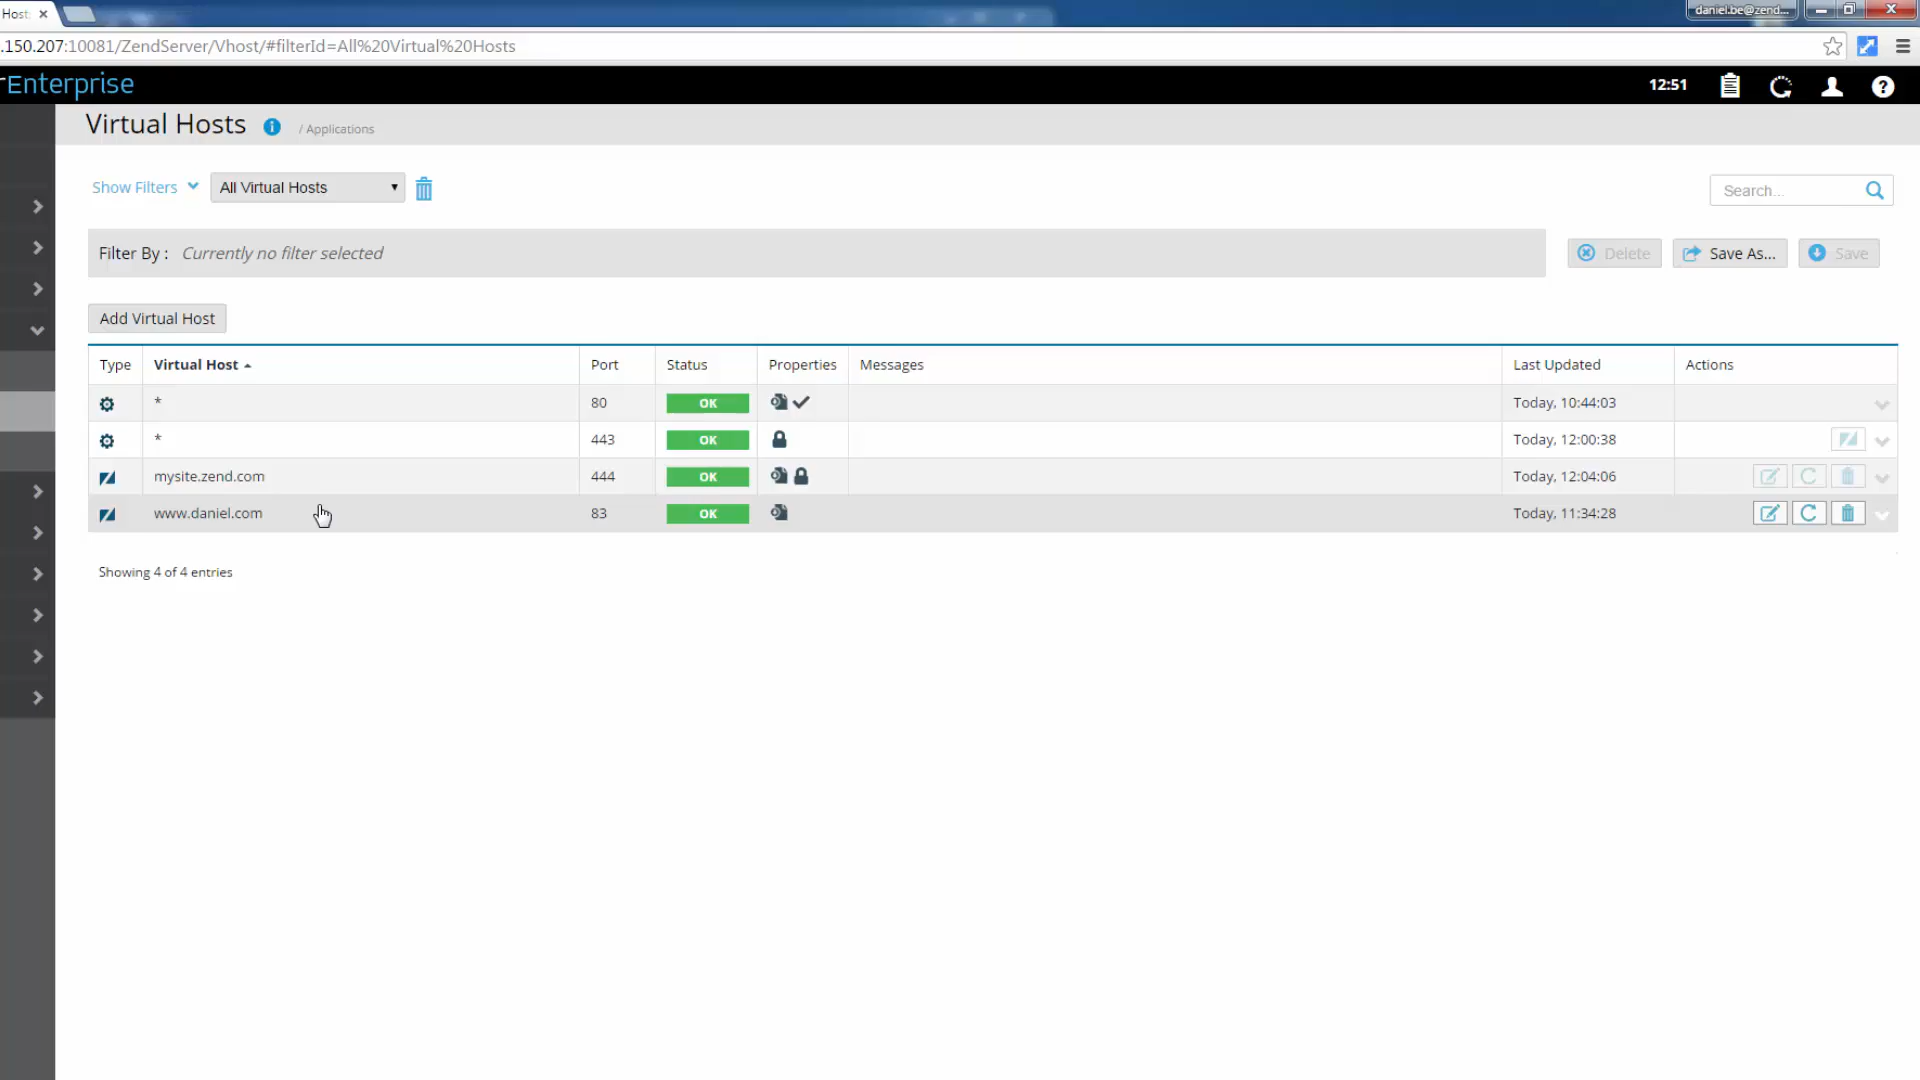 Host:
daniel.be@zend...
.150.207:10081/ZendServer/Vhost/#filterId=All%20Virtual%20Hosts
Enterprise
12:51
Virtual Hosts / Applications
Show Filters All Virtual Hosts
Search...
Filter By : Currently no filter selected
Delete Save As... Save
Add Virtual Host
Type Virtual Host Port Status Properties Messages Last Updated Actions
* 80 OK Today, 10:44:03
* 443 OK Today, 12:00:38
mysite.zend.com 444 OK Today, 12:04:06
www.daniel.com 83 OK Today, 11:34:28
Showing 4 of 4 entries